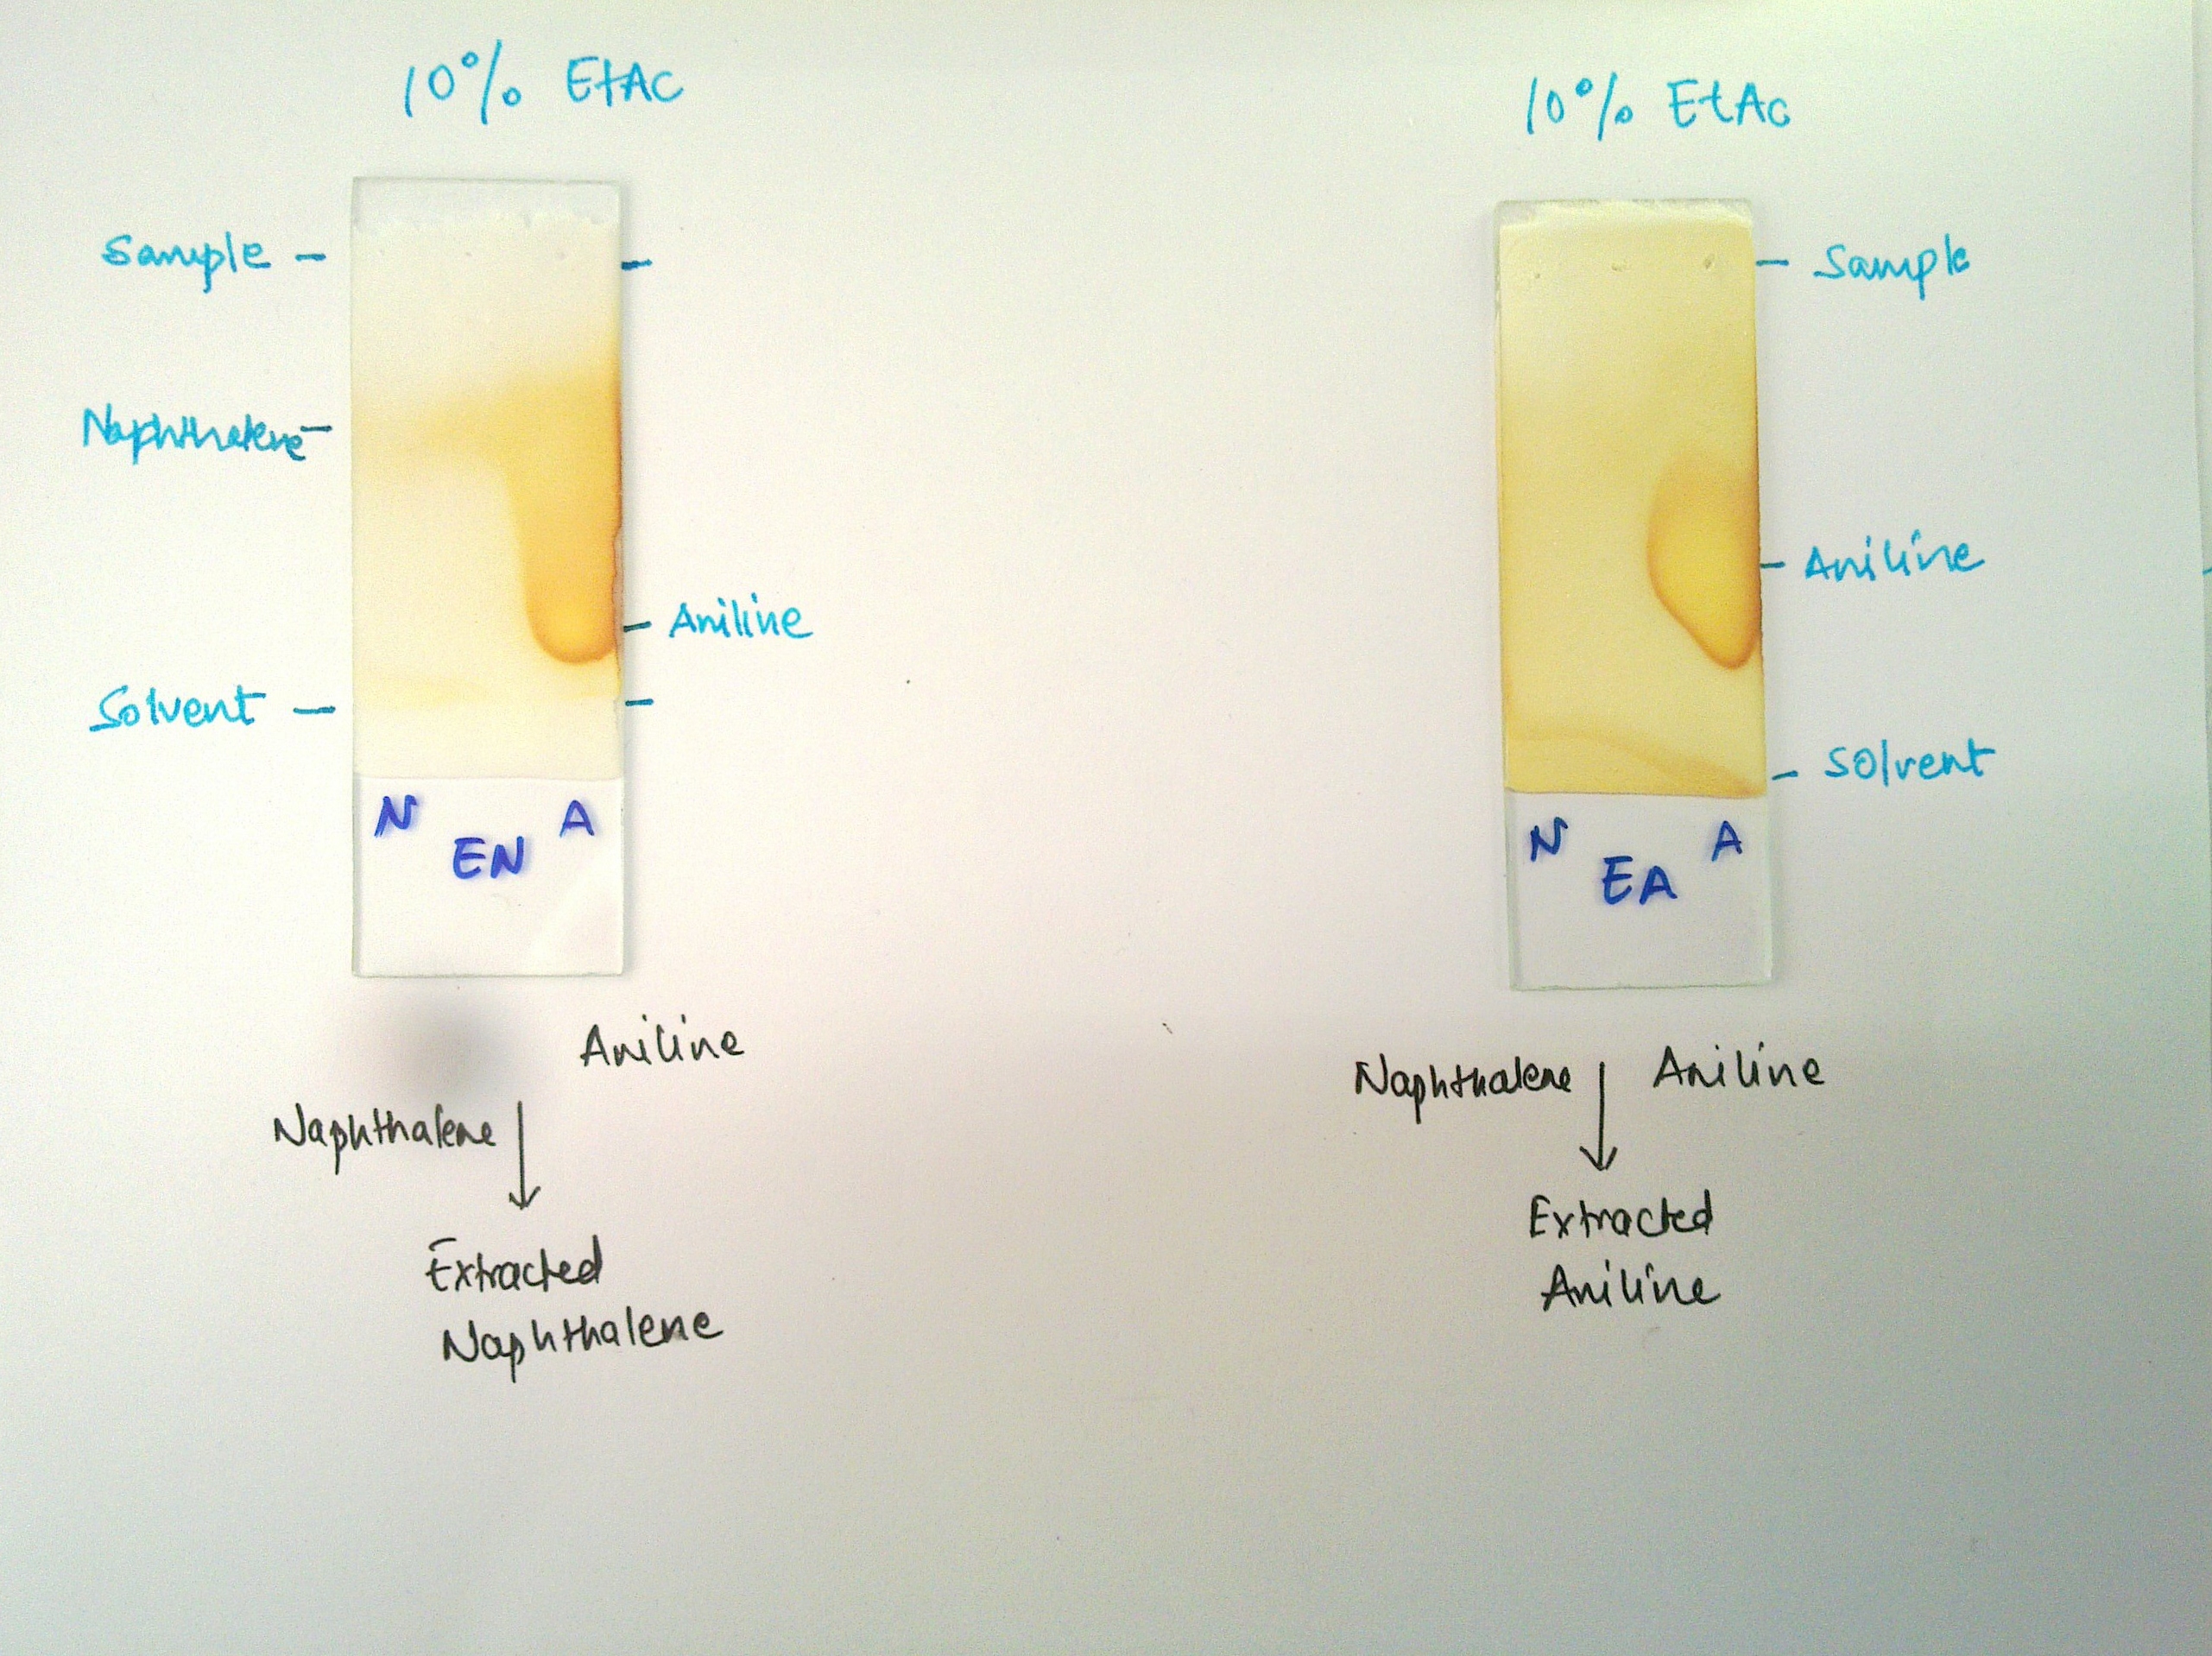 10% EtAc
Sample
Naphthalene
Aniline
Solvent
N EN A
Aniline
Naphthalene
Extracted
Naphthalene
10% EtAc
Sample
Aniline
Solvent
N EA A
Naphthalene Aniline
Extracted
Aniline